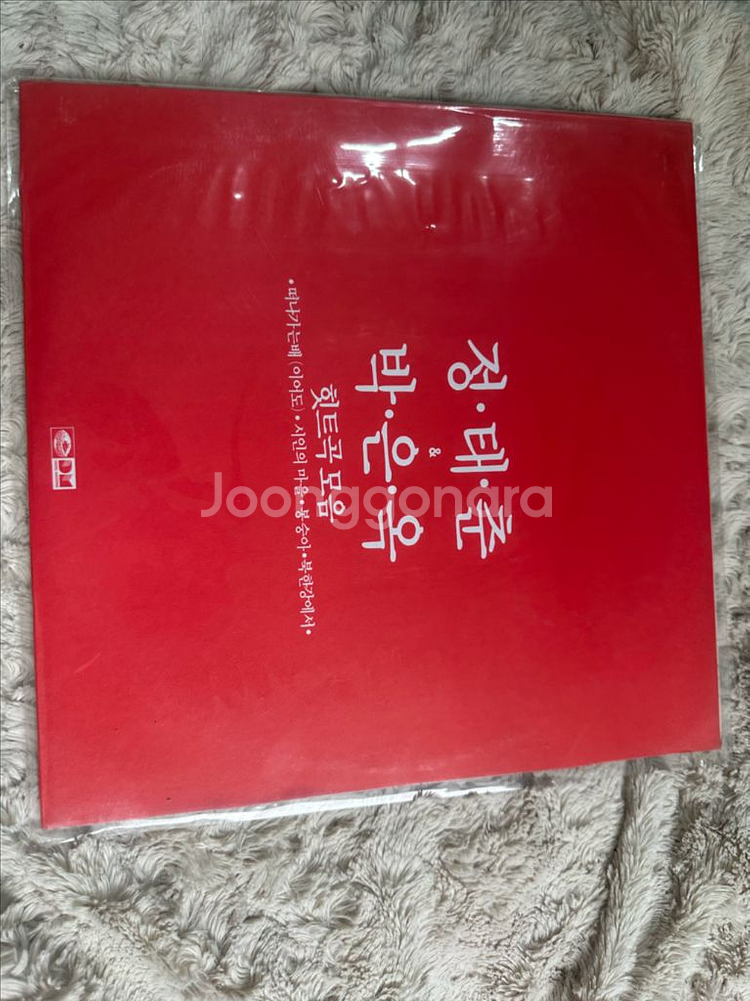 정·태·춘
&
박·은·옥
힛트곡 모음
•떠나가는배 (이어도)•시인의 마을•봉숭아•북한강에서•
Joonggonara